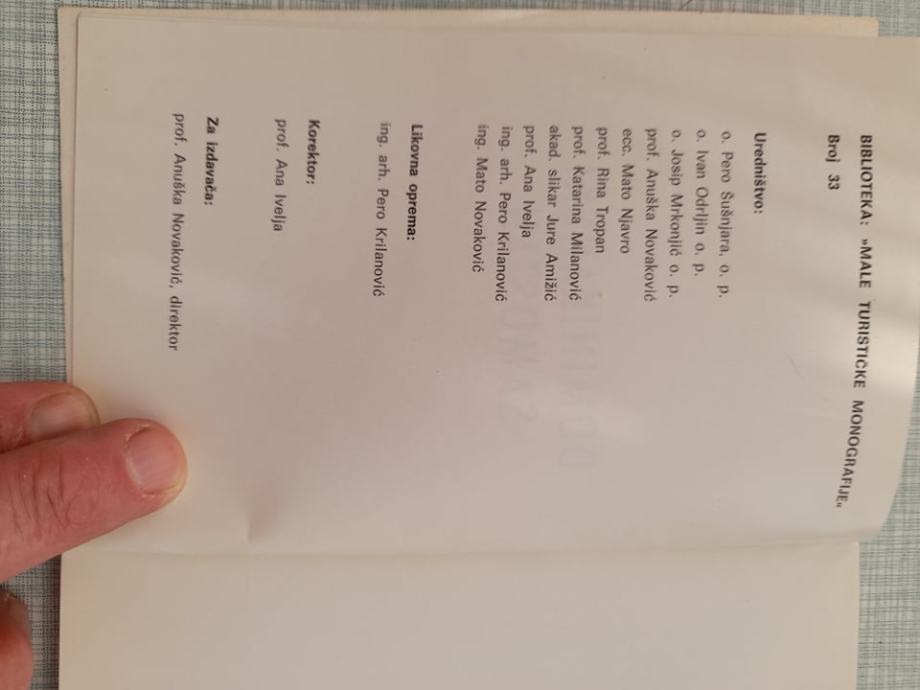 BIBLIOTEKA: »MALE TURISTIČKE MONOGRAFIJE«
Broj 33
Uredništvo:
o. Pero Šušnjara, o. p.
o. Ivan Odrljin o. p.
o. Josip Mrkonjić o. p.
prof. Anuška Novaković
ecc. Mato Njavro
prof. Rina Tropan
prof. Katarina Milanović
akad. slikar Jure Amižić
prof. Ana Ivelja
ing. arh. Pero Krilanović
ing. Mato Novaković
Likovna oprema:
ing. arh. Pero Krilanović
Korektor:
prof. Ana Ivelja
Za izdavača:
prof. Anuška Novaković, direktor